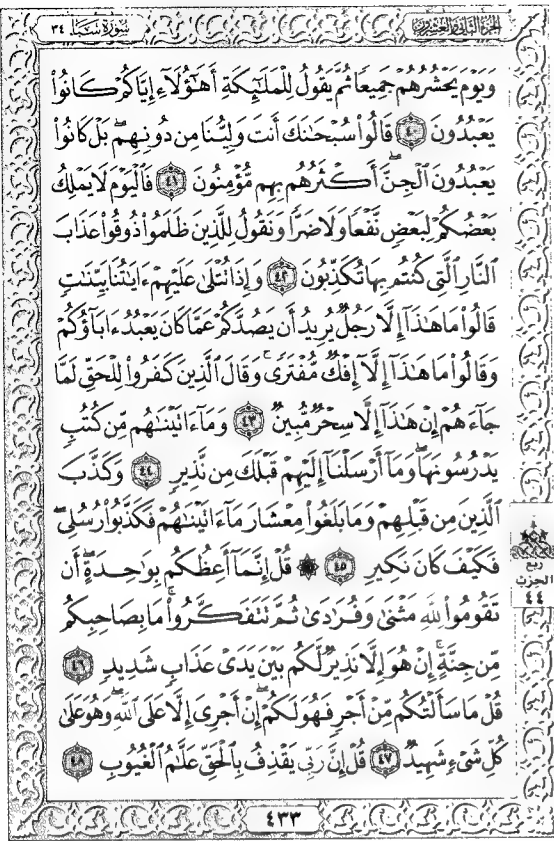 الجزء الثاني والعشرون
سورة سبإ ٣٤
وَيَوْمَ يَحْشُرُهُمْ جَمِيعًا ثُمَّ يَقُولُ لِلْمَلَٰٓئِكَةِ أَهَٰٓؤُلَآءِ إِيَّاكُمْ كَانُوا۟
يَعْبُدُونَ ٤٠ قَالُوا۟ سُبْحَٰنَكَ أَنتَ وَلِيُّنَا مِن دُونِهِم ۖ بَلْ كَانُوا۟
يَعْبُدُونَ ٱلْجِنَّ ۖ أَكْثَرُهُم بِهِم مُّؤْمِنُونَ ٤١ فَٱلْيَوْمَ لَا يَمْلِكُ
بَعْضُكُمْ لِبَعْضٍ نَّفْعًا وَلَا ضَرًّا وَنَقُولُ لِلَّذِينَ ظَلَمُوا۟ ذُوقُوا۟ عَذَابَ
ٱلنَّارِ ٱلَّتِى كُنتُم بِهَا تُكَذِّبُونَ ٤٢ وَإِذَا تُتْلَىٰ عَلَيْهِمْ ءَايَٰتُنَا بَيِّنَٰتٍ
قَالُوا۟ مَا هَٰذَآ إِلَّا رَجُلٌ يُرِيدُ أَن يَصُدَّكُمْ عَمَّا كَانَ يَعْبُدُ ءَابَآؤُكُمْ
وَقَالُوا۟ مَا هَٰذَآ إِلَّآ إِفْكٌ مُّفْتَرًى ۚ وَقَالَ ٱلَّذِينَ كَفَرُوا۟ لِلْحَقِّ لَمَّا
جَآءَهُمْ إِنْ هَٰذَآ إِلَّا سِحْرٌ مُّبِينٌ ٤٣ وَمَآ ءَاتَيْنَٰهُم مِّن كُتُبٍ
يَدْرُسُونَهَا ۖ وَمَآ أَرْسَلْنَآ إِلَيْهِمْ قَبْلَكَ مِن نَّذِيرٍ ٤٤ وَكَذَّبَ
ٱلَّذِينَ مِن قَبْلِهِمْ وَمَا بَلَغُوا۟ مِعْشَارَ مَآ ءَاتَيْنَٰهُمْ فَكَذَّبُوا۟ رُسُلِى ۖ
فَكَيْفَ كَانَ نَكِيرِ ٤٥ ۞ قُلْ إِنَّمَآ أَعِظُكُم بِوَٰحِدَةٍ ۖ أَن
تَقُومُوا۟ لِلَّهِ مَثْنَىٰ وَفُرَٰدَىٰ ثُمَّ تَتَفَكَّرُوا۟ ۚ مَا بِصَاحِبِكُم
مِّن جِنَّةٍ ۚ إِنْ هُوَ إِلَّا نَذِيرٌ لَّكُم بَيْنَ يَدَىْ عَذَابٍ شَدِيدٍ ٤٦
قُلْ مَا سَأَلْتُكُم مِّنْ أَجْرٍ فَهُوَ لَكُمْ ۖ إِنْ أَجْرِىَ إِلَّا عَلَى ٱللَّهِ ۖ وَهُوَ عَلَىٰ
كُلِّ شَىْءٍ شَهِيدٌ ٤٧ قُلْ إِنَّ رَبِّى يَقْذِفُ بِٱلْحَقِّ عَلَّٰمُ ٱلْغُيُوبِ ٤٨
ربع
الحزب
٤٤
٤٣٣